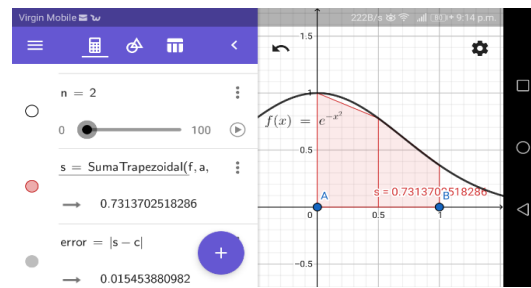 Virgin Mobile
222B/s 80 9:14 p.m.
n = 2
0 100
s = SumaTrapezoidal(f, a,
→ 0.7313702518286
error = |s − c|
→ 0.015453880982
+
1.5
1
f(x) = e^{-x²}
0.5
s = 0.7313702518286
A
B
0 0.5 1
−0.5